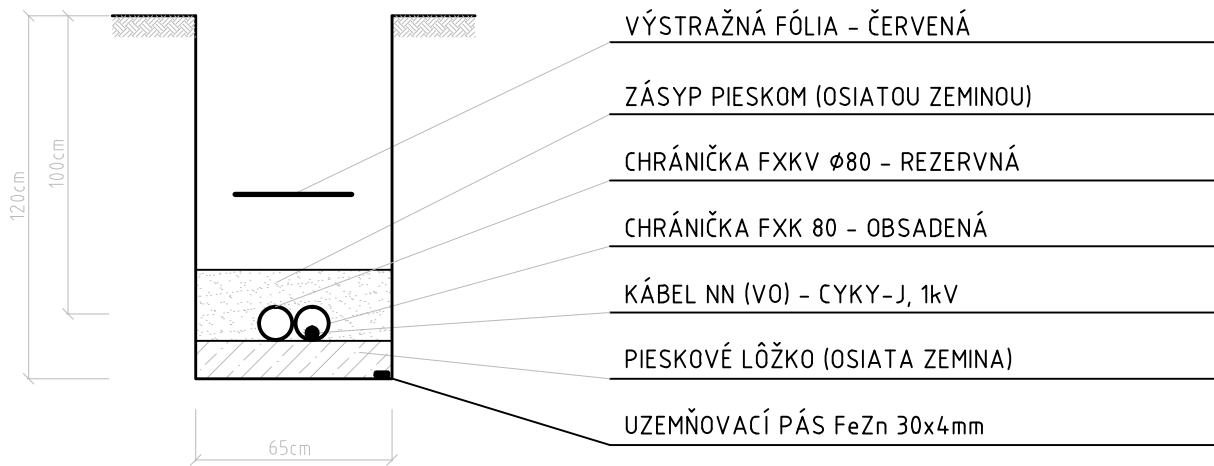 VÝSTRAŽNÁ FÓLIA - ČERVENÁ
ZÁSYP PIESKOM (OSIATOU ZEMINOU)
CHRÁNIČKA FXKV Ø80 - REZERVNÁ
CHRÁNIČKA FXK 80 - OBSADENÁ
KÁBEL NN (VO) - CYKY-J, 1kV
PIESKOVÉ LÔŽKO (OSIATA ZEMINA)
UZEMŇOVACÍ PÁS FeZn 30x4mm
120cm
100cm
65cm